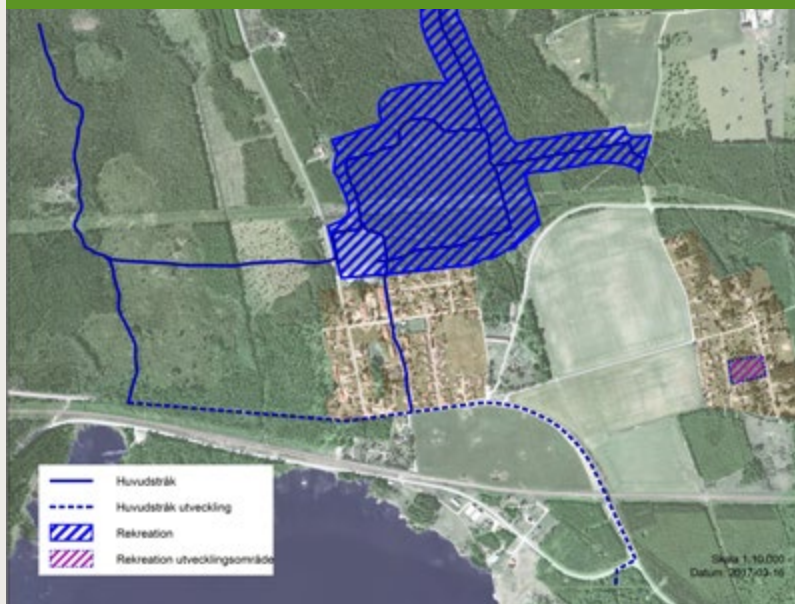 Huvudstråk
Huvudstråk utveckling
Rekreation
Rekreation utvecklingsområde
Skala 1:10.000
Datum: 2017-03-16